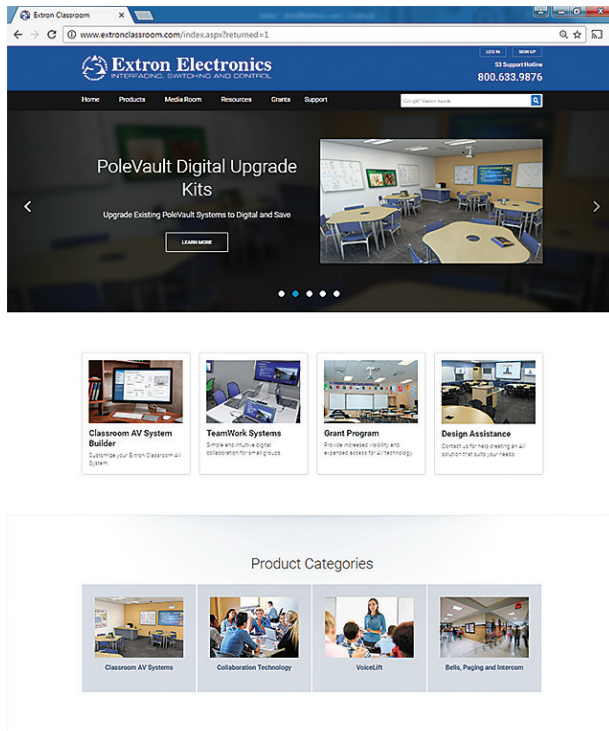 Extron Classroom
www.extronclassroom.com/index.aspx?returned=1
LOG IN
SIGN UP
Extron Electronics
INTERFACING, SWITCHING AND CONTROL
S3 Support Hotline
800.633.9876
Home
Products
Media Room
Resources
Grants
Support
PoleVault Digital Upgrade
Kits
Upgrade Existing PoleVault Systems to Digital and Save
LEARN MORE
Classroom AV System
Builder
Customize your Extron Classroom AV
System.
TeamWork Systems
Simple and intuitive digital
collaboration for small groups.
Grant Program
Provide increased visibility and
expanded access for AV technology.
Design Assistance
Contact us for help creating an AV
solution that suits your needs.
Product Categories
Classroom AV Systems
Collaboration Technology
VoiceLift
Bells, Paging and Intercom